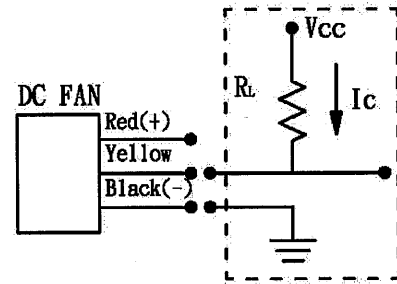 Vcc
RL
Ic
DC FAN
Red(+)
Yellow
Black(-)